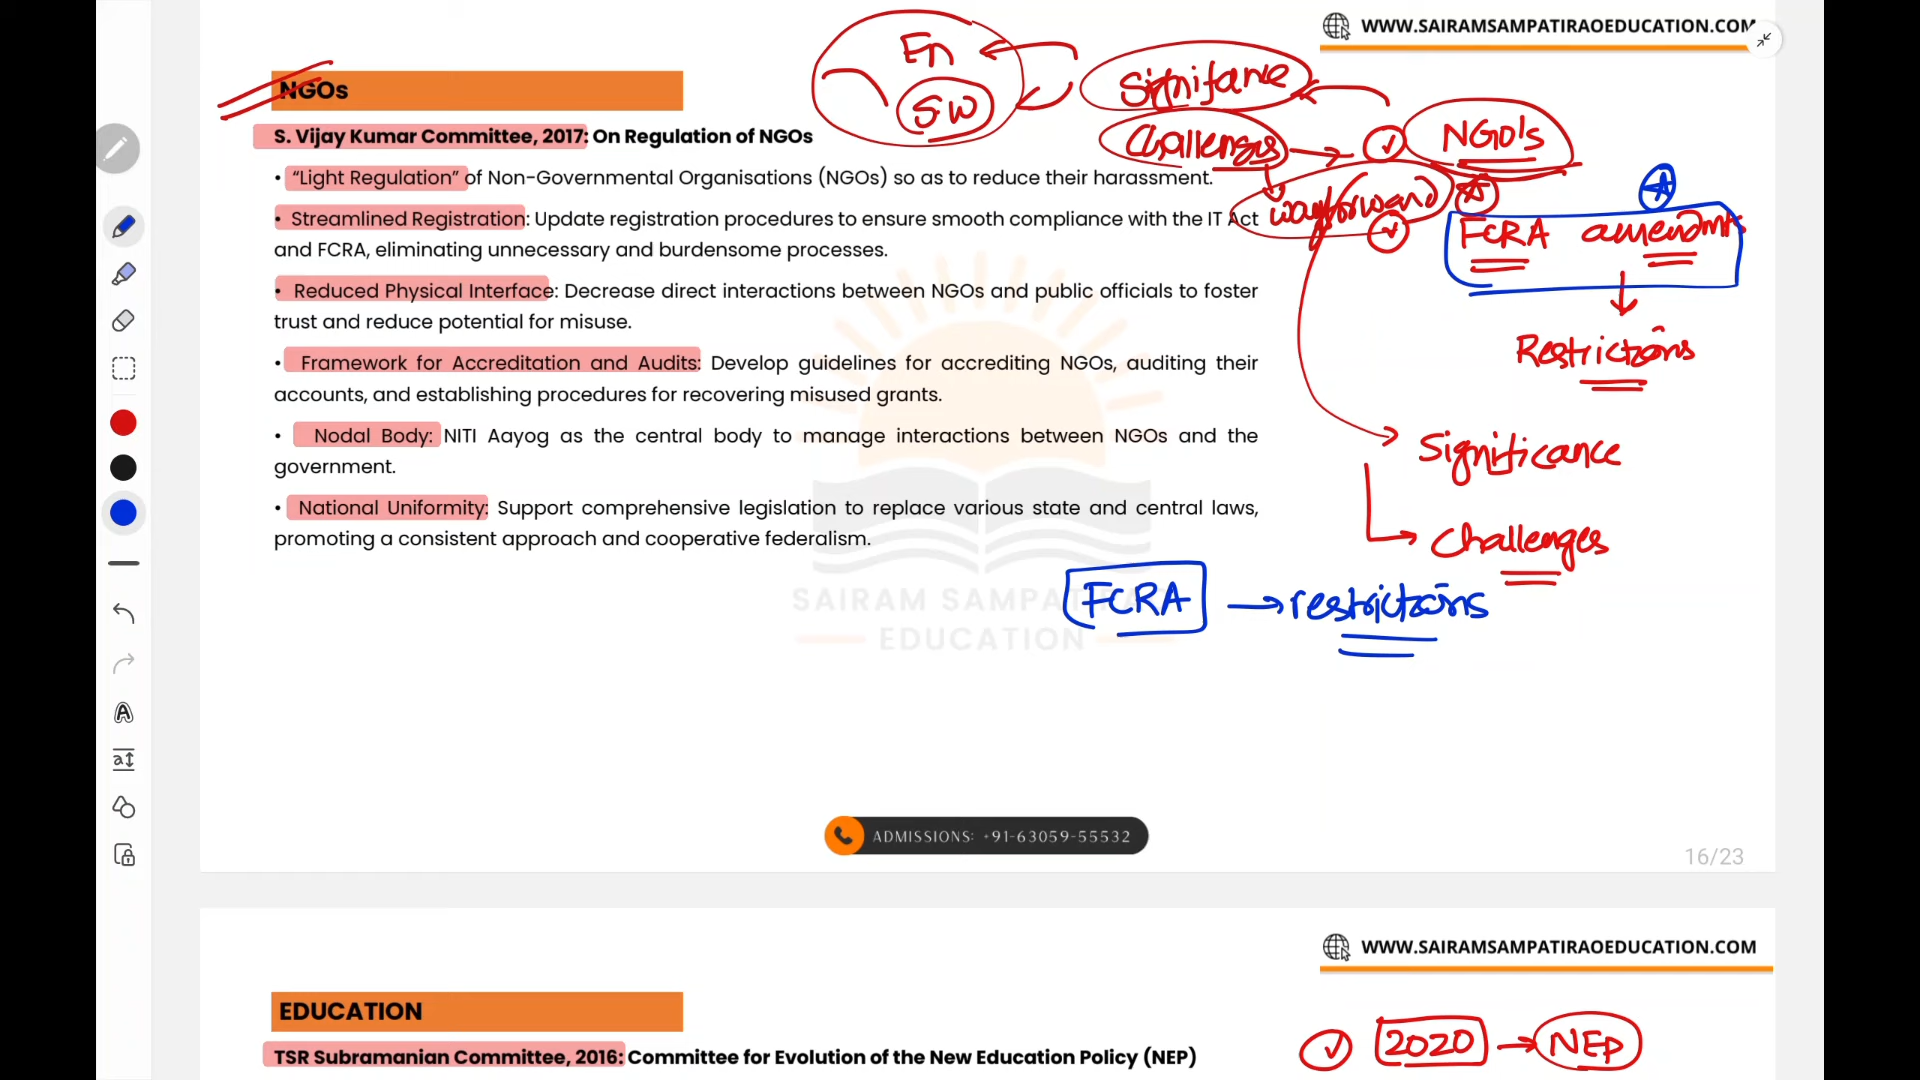 WWW.SAIRAMSAMPATIRAOEDUCATION.COM
En
SW
Signifance
Challenges
NGO's
wayforward
FCRA amendmts
Restrictions
Significance
Challenges
NGOs
S. Vijay Kumar Committee, 2017: On Regulation of NGOs
• “Light Regulation” of Non-Governmental Organisations (NGOs) so as to reduce their harassment.
• Streamlined Registration: Update registration procedures to ensure smooth compliance with the IT Act
and FCRA, eliminating unnecessary and burdensome processes.
• Reduced Physical Interface: Decrease direct interactions between NGOs and public officials to foster
trust and reduce potential for misuse.
• Framework for Accreditation and Audits: Develop guidelines for accrediting NGOs, auditing their
accounts, and establishing procedures for recovering misused grants.
• Nodal Body: NITI Aayog as the central body to manage interactions between NGOs and the
government.
• National Uniformity: Support comprehensive legislation to replace various state and central laws,
promoting a consistent approach and cooperative federalism.
FCRA → restrictions
SAIRAM SAMPATI
EDUCATION
ADMISSIONS: +91-63059-55532
16/23
WWW.SAIRAMSAMPATIRAOEDUCATION.COM
EDUCATION
2020 → NEP
TSR Subramanian Committee, 2016: Committee for Evolution of the New Education Policy (NEP)